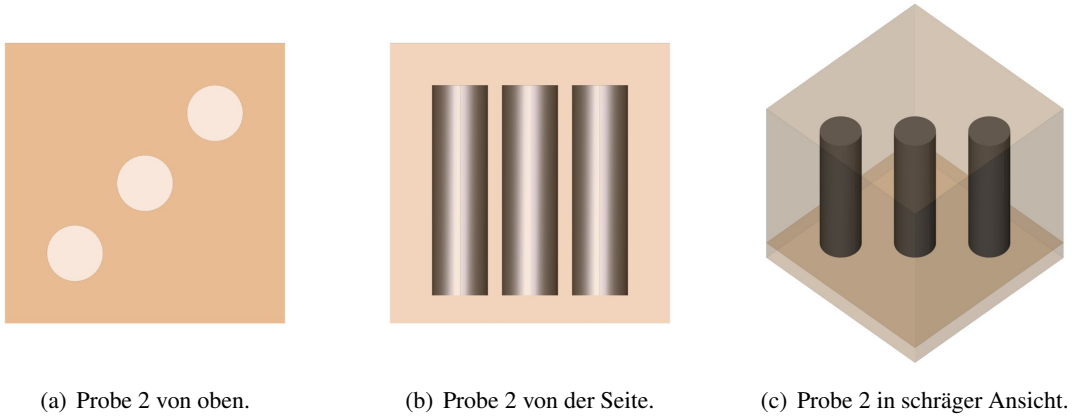 (a) Probe 2 von oben.
(b) Probe 2 von der Seite.
(c) Probe 2 in schräger Ansicht.